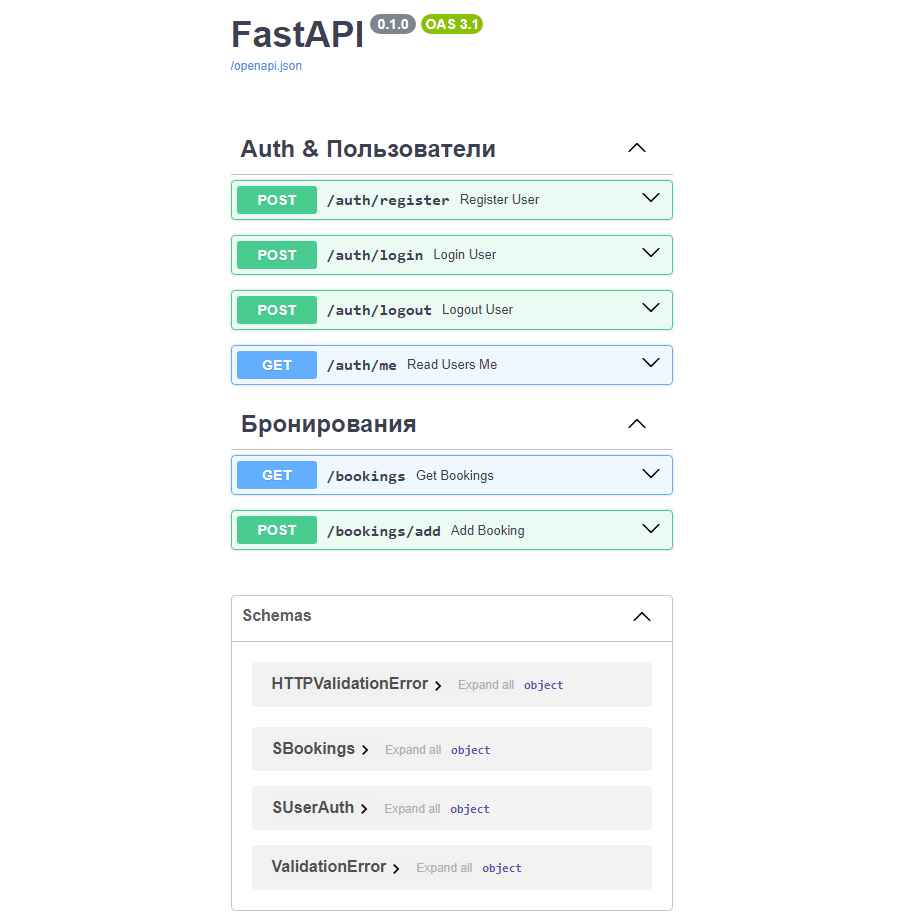 FastAPI 0.1.0 OAS 3.1
/openapi.json
Auth & Пользователи
POST /auth/register Register User
POST /auth/login Login User
POST /auth/logout Logout User
GET /auth/me Read Users Me
Бронирования
GET /bookings Get Bookings
POST /bookings/add Add Booking
Schemas
HTTPValidationError Expand all object
SBookings Expand all object
SUserAuth Expand all object
ValidationError Expand all object